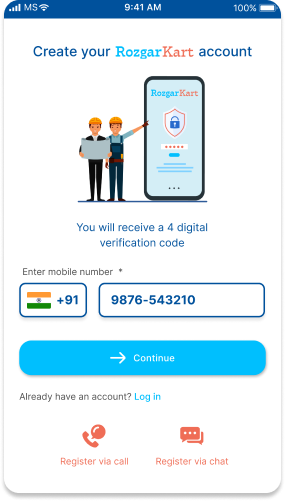 MS 9:41 AM 100%
Create your RozgarKart account
RozgarKart
You will receive a 4 digital
verification code
Enter mobile number *
+91 9876-543210
Continue
Already have an account? Log in
Register via call Register via chat